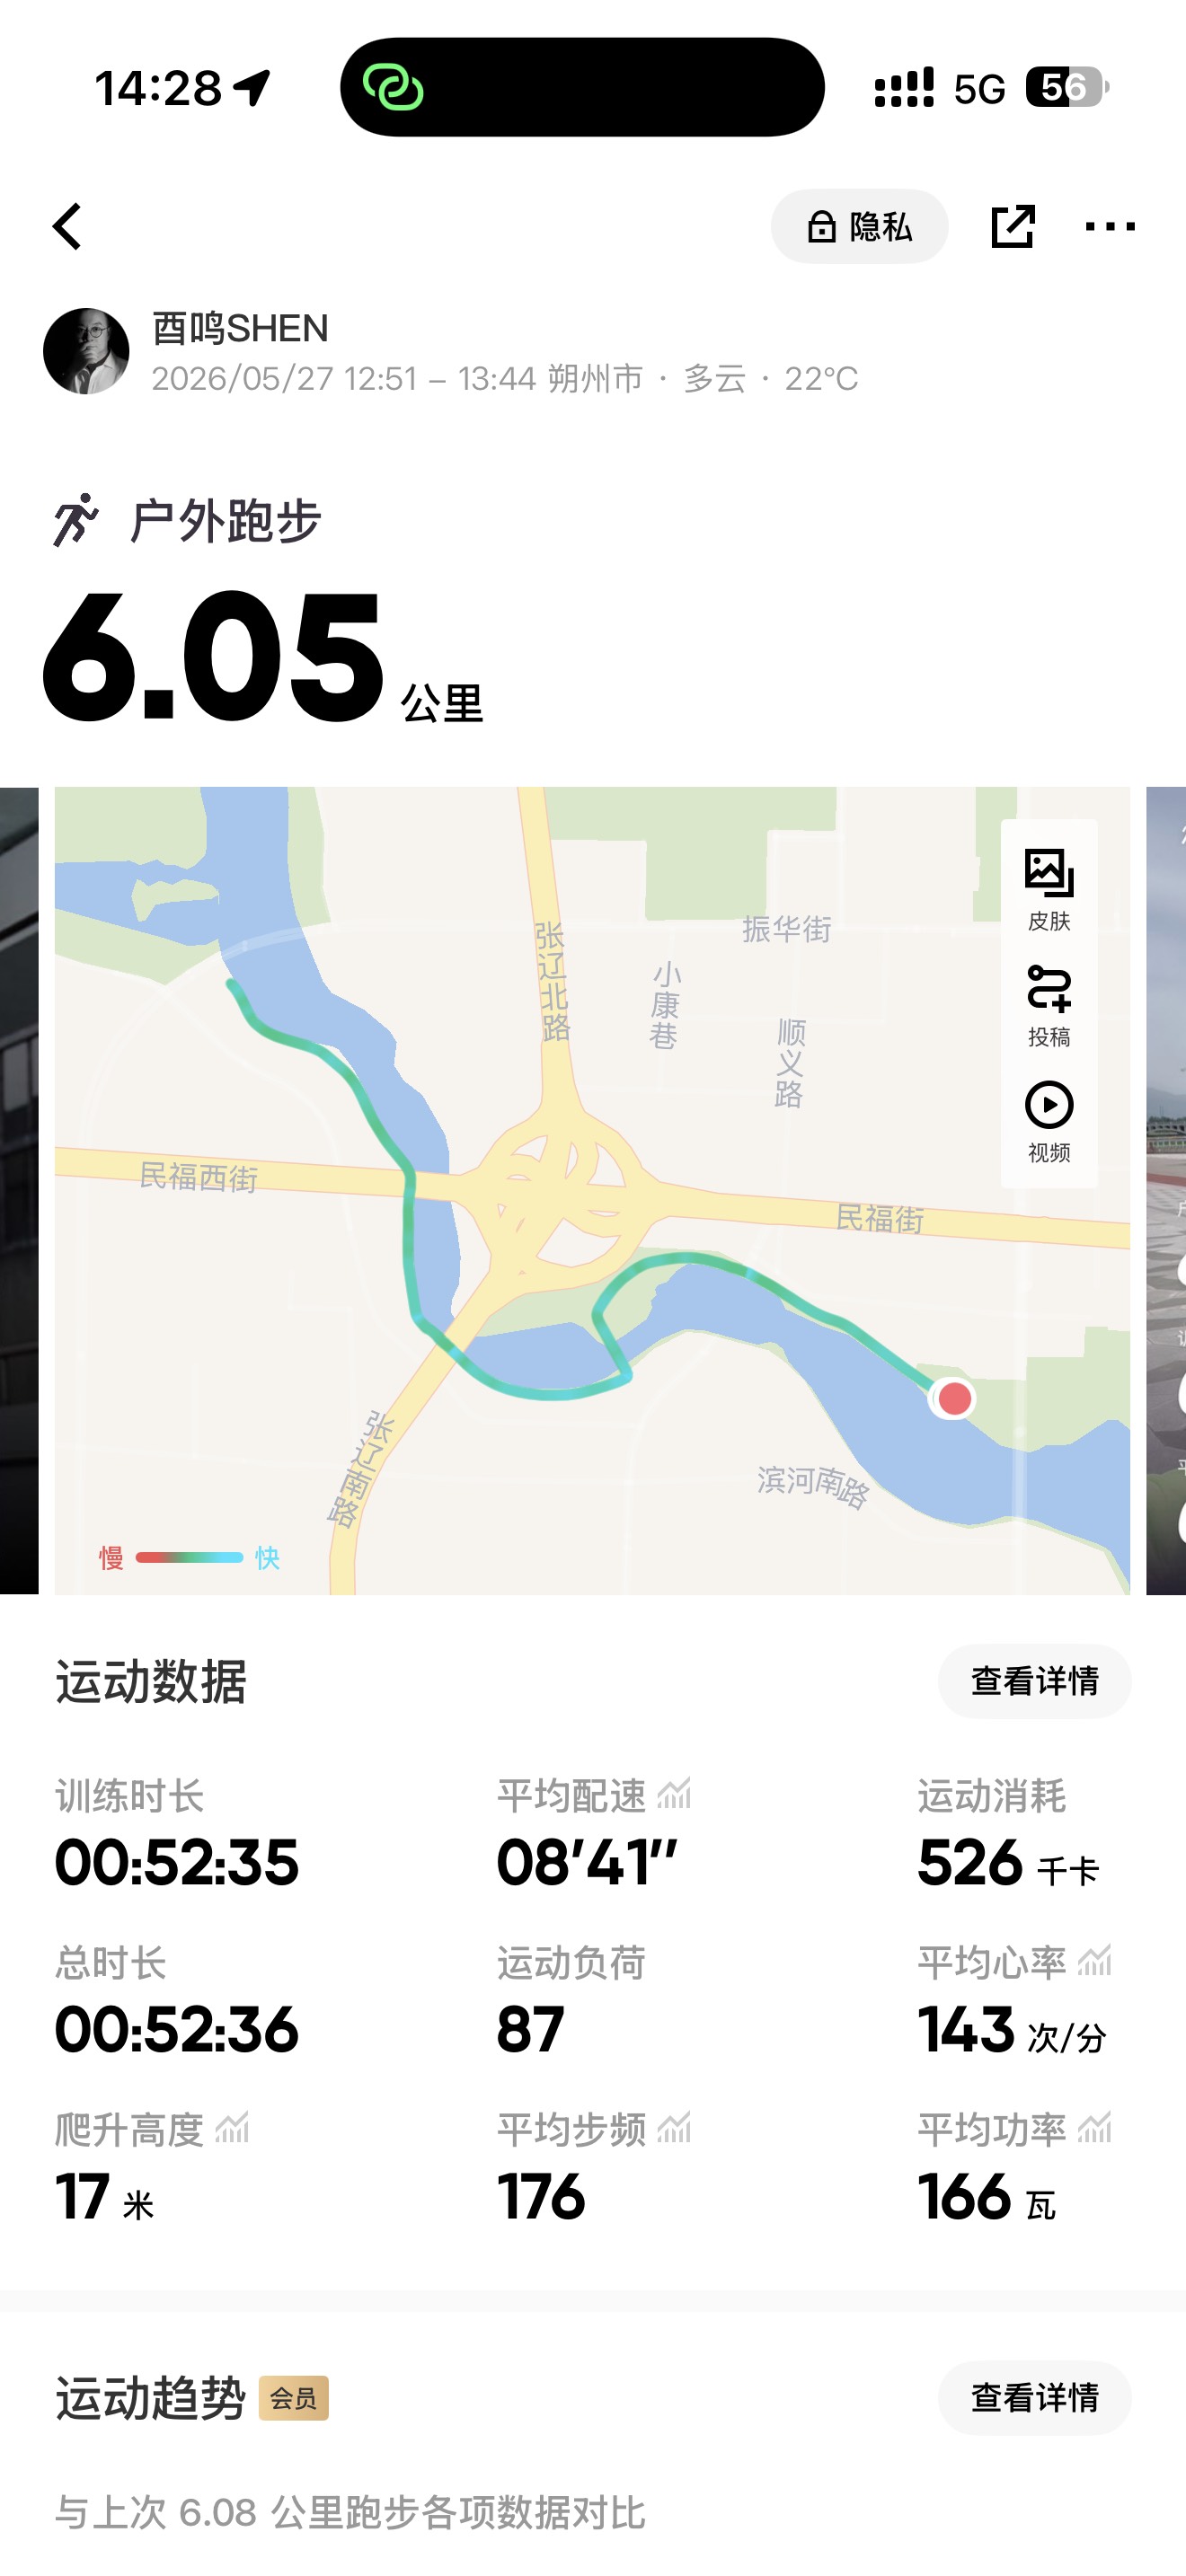 14:28
5G 56
隐私
酉鸣SHEN
2026/05/27 12:51 – 13:44 朔州市 · 多云 · 22℃
户外跑步
6.05 公里
张辽北路
振华街
小康巷
顺义路
皮肤
投稿
视频
民福西街
民福街
张辽南路
滨河南路
慢 快
运动数据 查看详情
训练时长 平均配速 运动消耗
00:52:35 08'41'' 526 千卡
总时长 运动负荷 平均心率
00:52:36 87 143 次/分
爬升高度 平均步频 平均功率
17 米 176 166 瓦
运动趋势 会员 查看详情
与上次 6.08 公里跑步各项数据对比